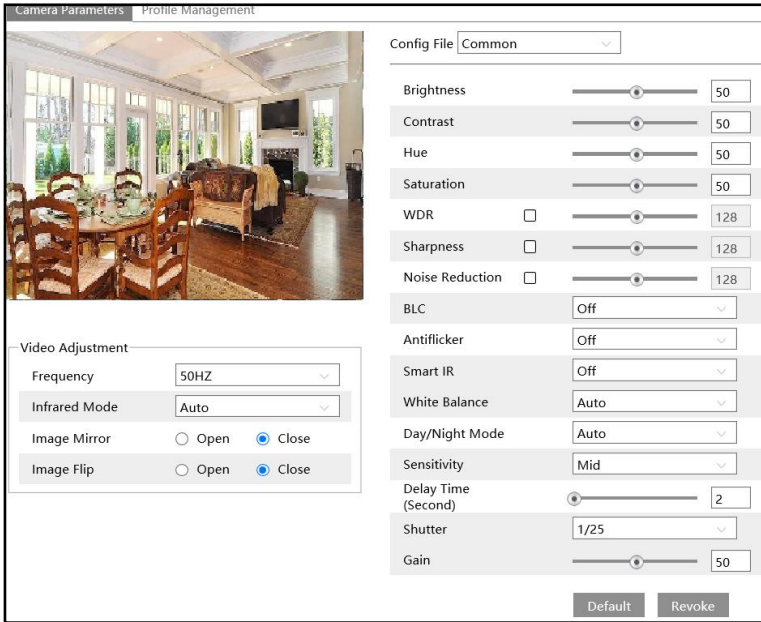 Camera Parameters Profile Management
Config File Common
Brightness 50
Contrast 50
Hue 50
Saturation 50
WDR 128
Sharpness 128
Noise Reduction 128
BLC Off
Antiflicker Off
Smart IR Off
White Balance Auto
Day/Night Mode Auto
Sensitivity Mid
Delay Time
(Second) 2
Shutter 1/25
Gain 50
Default Revoke
Video Adjustment
Frequency 50HZ
Infrared Mode Auto
Image Mirror Open Close
Image Flip Open Close